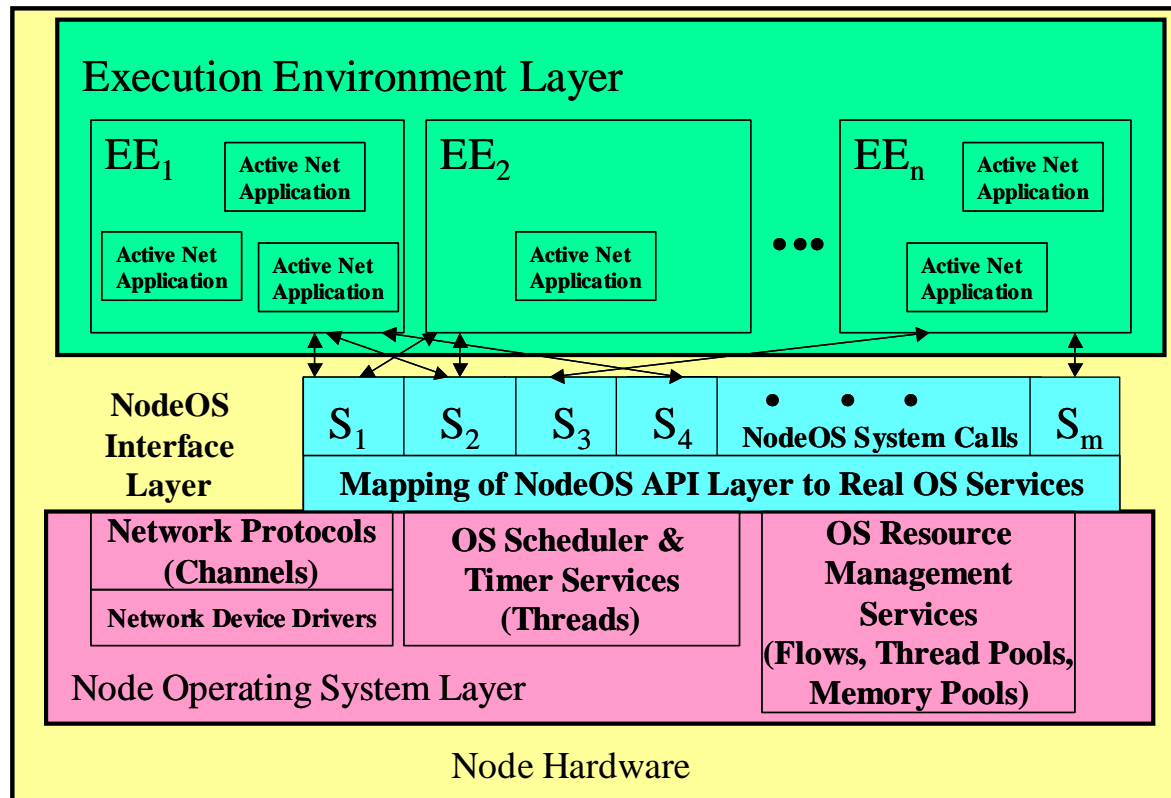 Execution Environment Layer
EE1
Active Net
Application
Active Net
Application
Active Net
Application
EE2
Active Net
Application
•••
EEn
Active Net
Application
Active Net
Application
NodeOS
Interface
Layer
S1
S2
S3
S4
• • •
NodeOS System Calls
Sm
Mapping of NodeOS API Layer to Real OS Services
Network Protocols
(Channels)
Network Device Drivers
OS Scheduler &
Timer Services
(Threads)
OS Resource
Management
Services
(Flows, Thread Pools,
Memory Pools)
Node Operating System Layer
Node Hardware